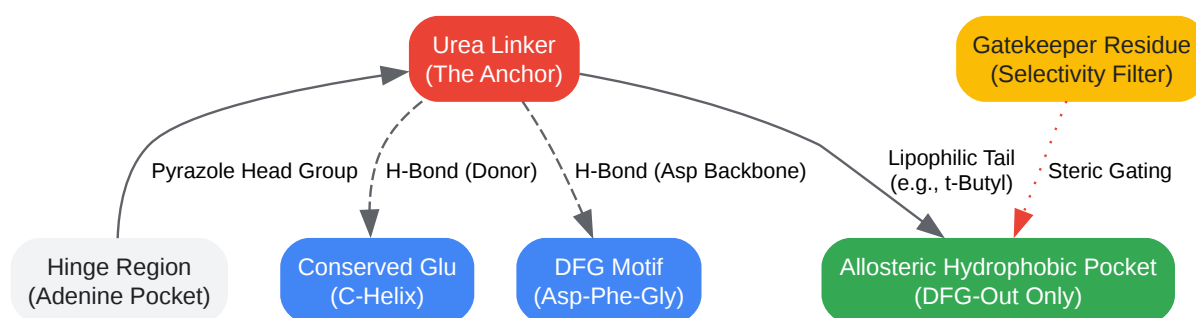 Urea Linker
(The Anchor)
Gatekeeper Residue
(Selectivity Filter)
Pyrazole Head Group
H-Bond (Donor)
H-Bond (Asp Backbone)
Lipophilic Tail
(e.g., t-Butyl)
Steric Gating
Hinge Region
(Adenine Pocket)
Conserved Glu
(C-Helix)
DFG Motif
(Asp-Phe-Gly)
Allosteric Hydrophobic Pocket
(DFG-Out Only)